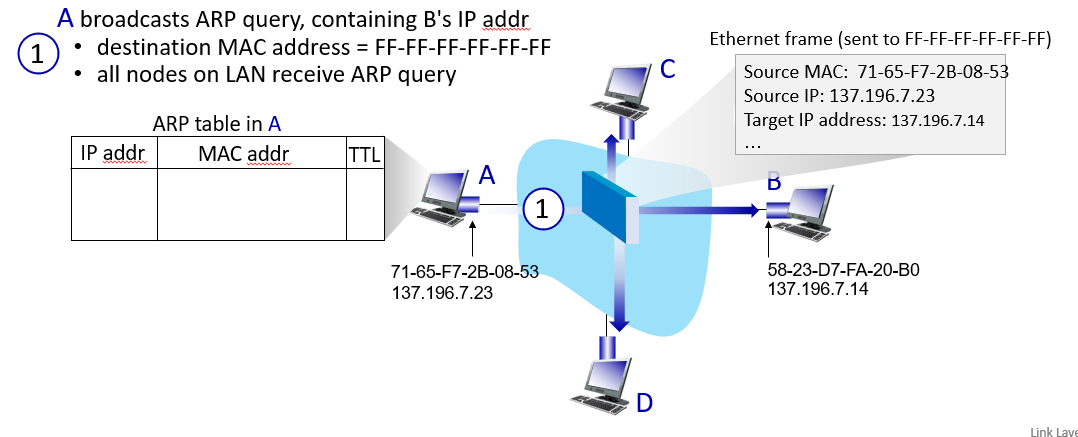 A broadcasts ARP query, containing B's IP addr
1
• destination MAC address = FF-FF-FF-FF-FF-FF
• all nodes on LAN receive ARP query
Ethernet frame (sent to FF-FF-FF-FF-FF-FF)
Source MAC: 71-65-F7-2B-08-53
Source IP: 137.196.7.23
Target IP address: 137.196.7.14
...
C
ARP table in A
IP addr MAC addr TTL
A
1
B
71-65-F7-2B-08-53
137.196.7.23
58-23-D7-FA-20-B0
137.196.7.14
D
Link Laye